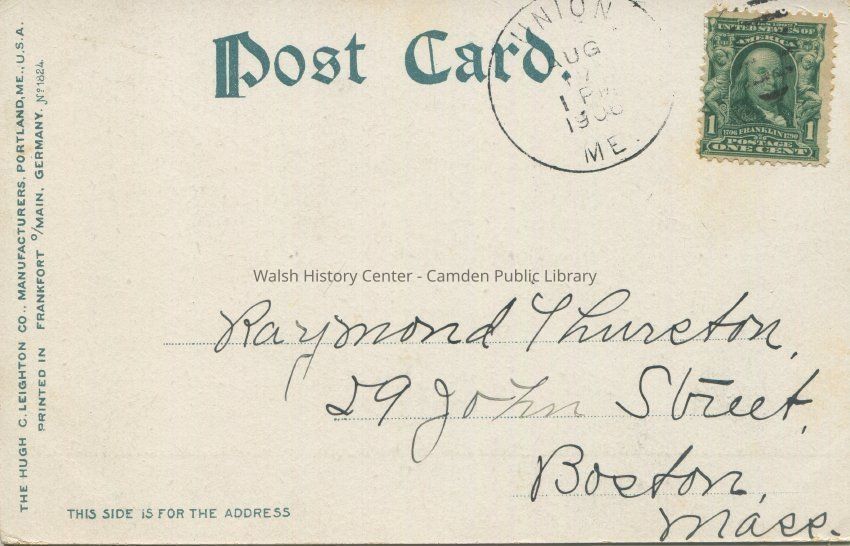 THE HUGH C. LEIGHTON CO., MANUFACTURERS, PORTLAND, ME., U.S.A.
PRINTED IN FRANKFORT o/MAIN, GERMANY. No 1824.
Post Card.
UNION
AUG
1 PM
ME.
UNITED STATES OF
AMERICA
1 1706 FRANKLIN 1790 1
POSTAGE
ONE CENT
Walsh History Center - Camden Public Library
Raymond Thurston,
29 John Street,
Boston,
Mass.
THIS SIDE IS FOR THE ADDRESS